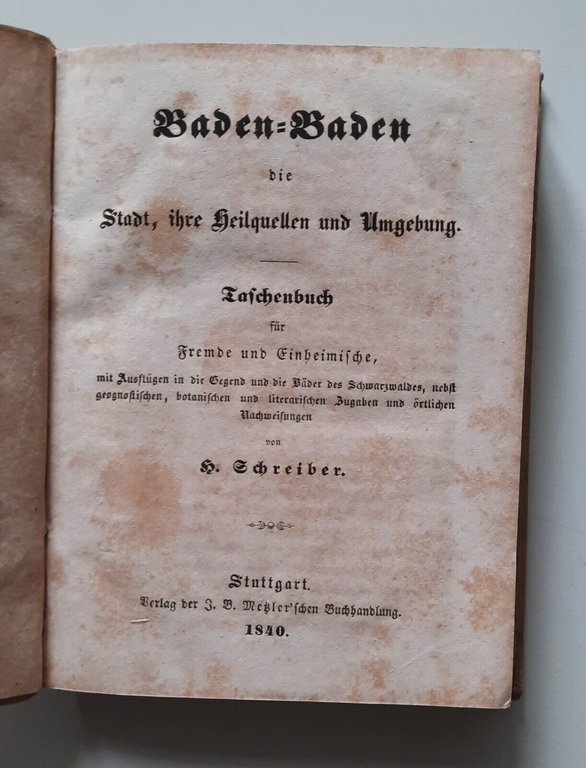 Baden-Baden
die
Stadt, ihre Heilquellen und Umgebung.
Taſchenbuch
für
Fremde und Einheimiſche,
mit Ausflügen in die Gegend und die Bäder des Schwarzwaldes, nebſt
geognoſtiſchen, botaniſchen und literariſchen Zugaben und örtlichen
Nachweiſungen
von
H. Schreiber.
Stuttgart.
Verlag der J. B. Metzler'ſchen Buchhandlung.
1840.